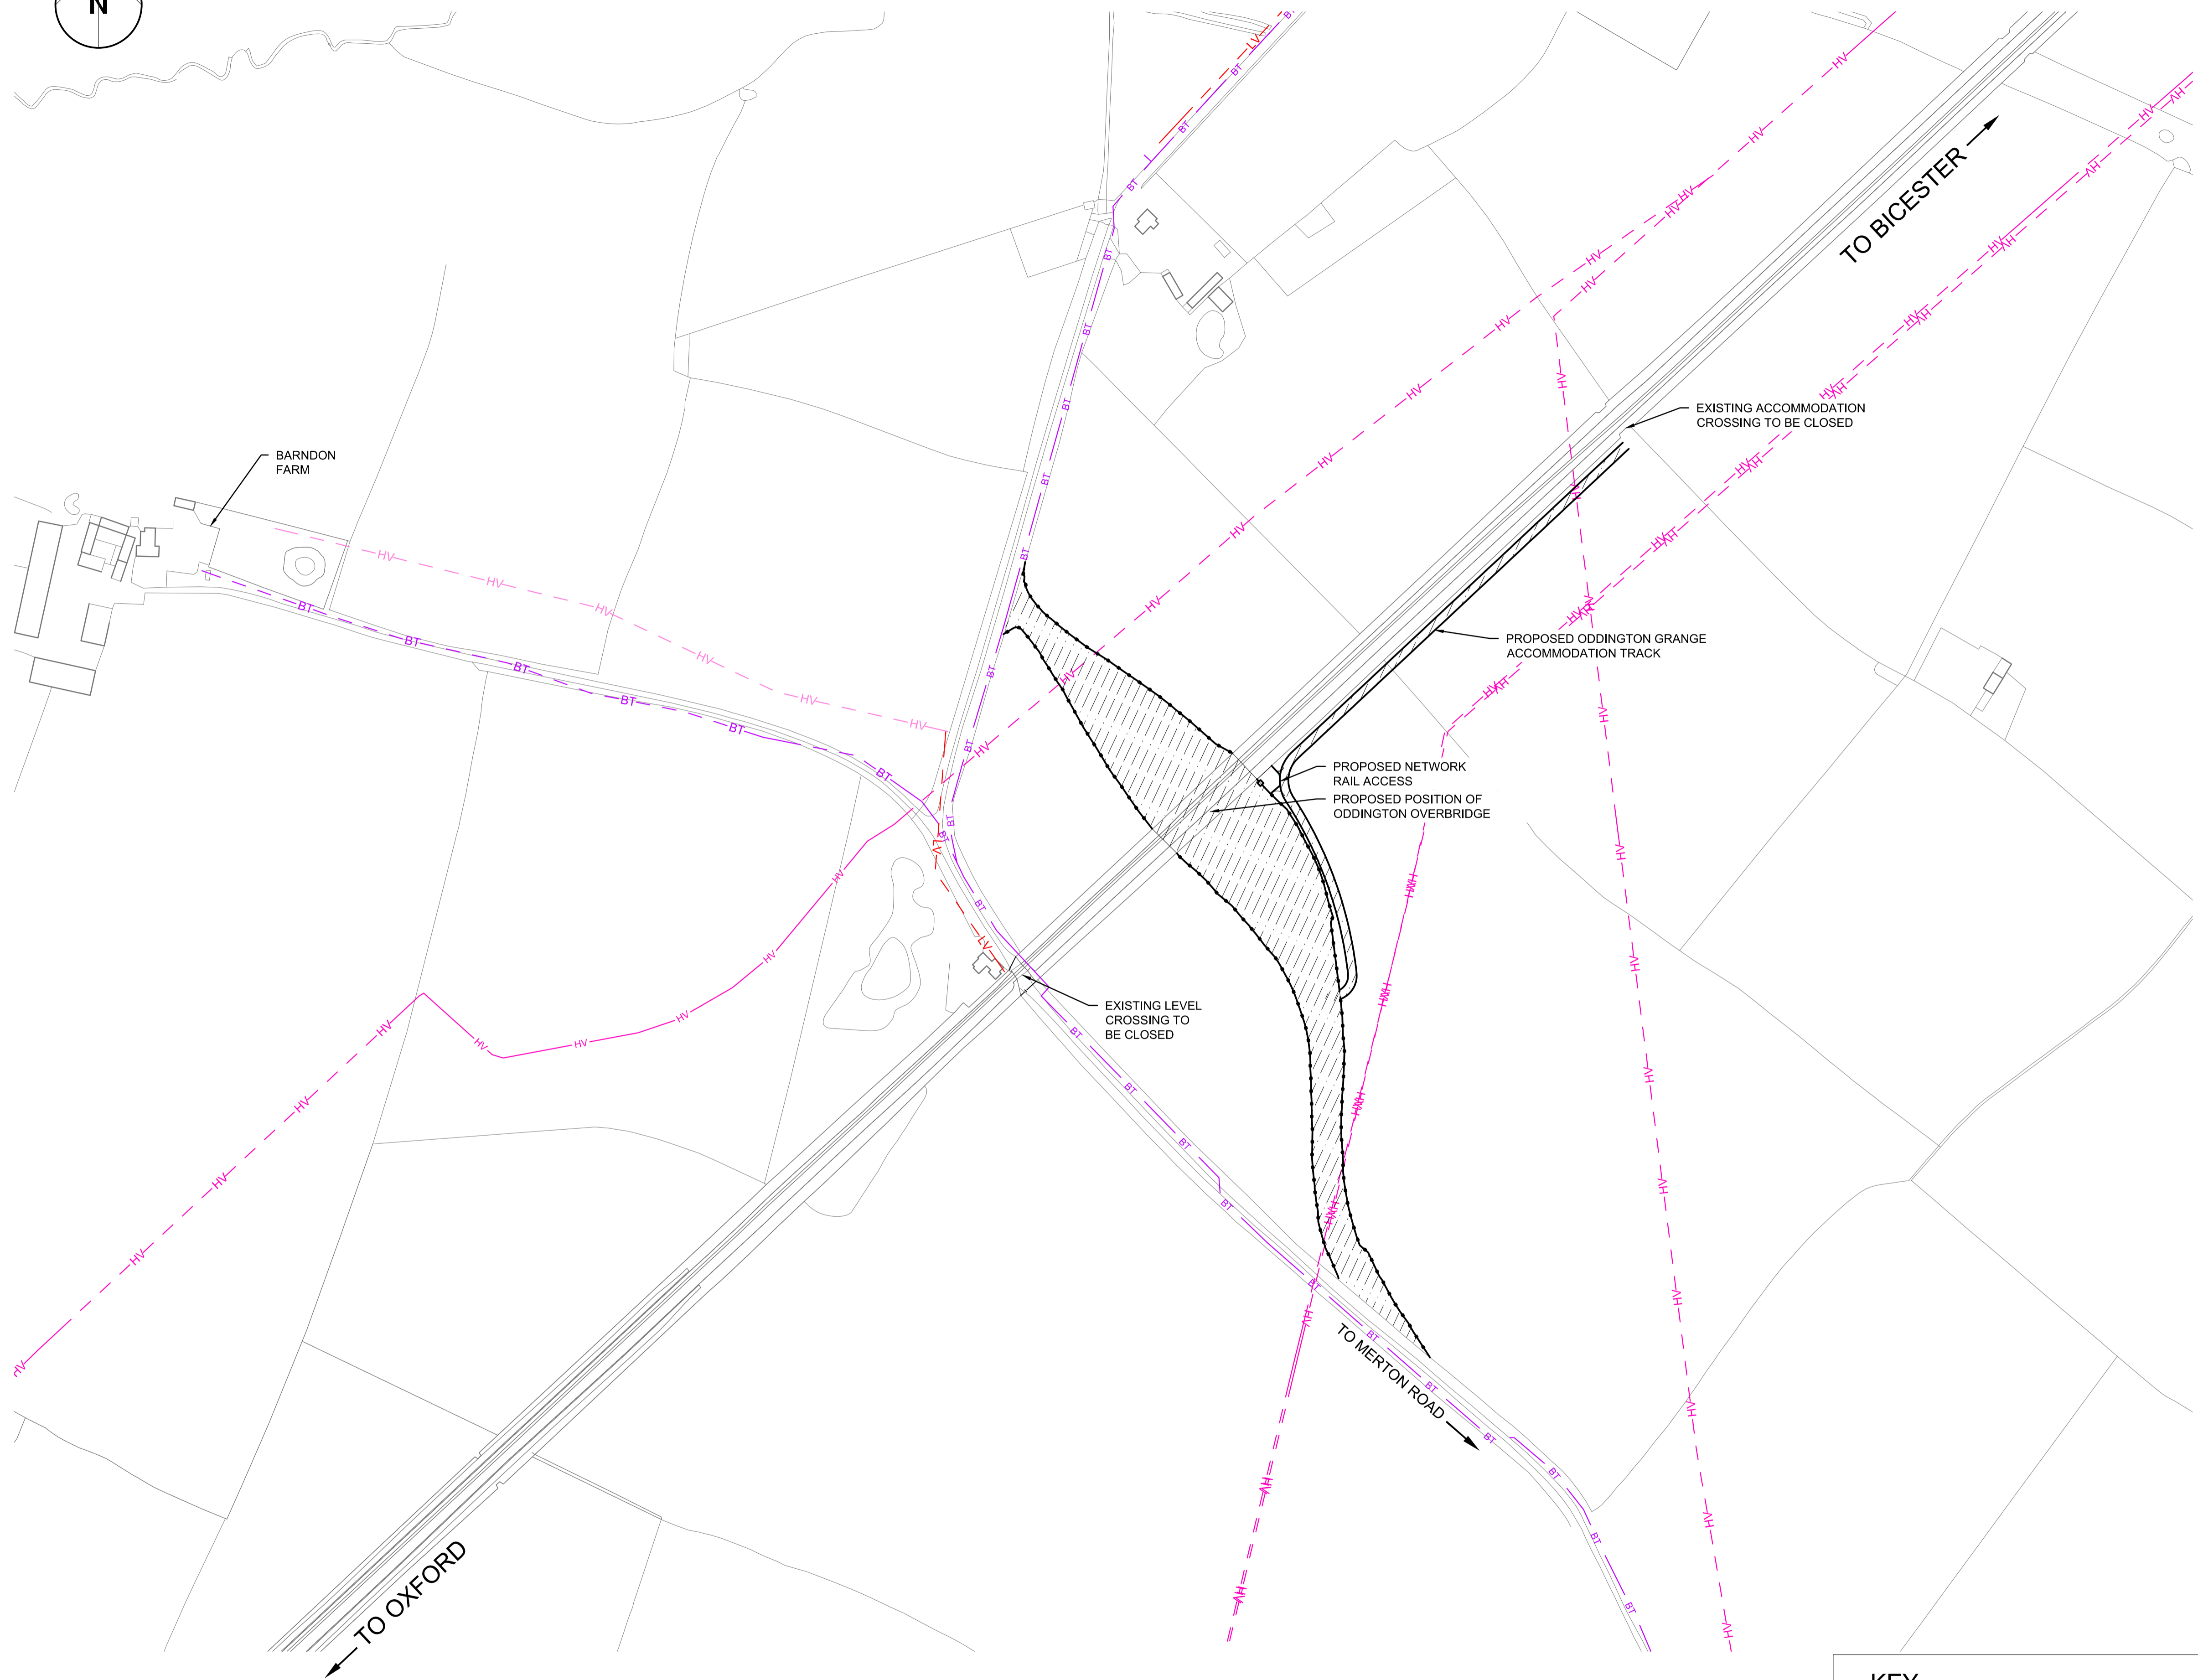 N
TO BICESTER
EXISTING ACCOMMODATION
CROSSING TO BE CLOSED
BARNDON
FARM
PROPOSED ODDINGTON GRANGE
ACCOMMODATION TRACK
PROPOSED NETWORK
RAIL ACCESS
PROPOSED POSITION OF
ODDINGTON OVERBRIDGE
EXISTING LEVEL
CROSSING TO
BE CLOSED
TO MERTON ROAD
TO OXFORD
HV
BT
LV